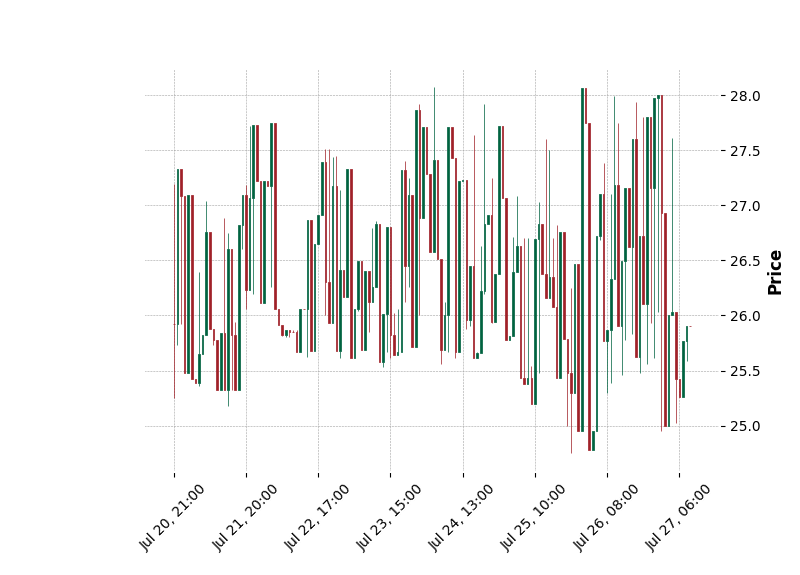 28.0
27.5
27.0
26.5
26.0
25.5
25.0
Price
Jul 20, 21:00
Jul 21, 20:00
Jul 22, 17:00
Jul 23, 15:00
Jul 24, 13:00
Jul 25, 10:00
Jul 26, 08:00
Jul 27, 06:00